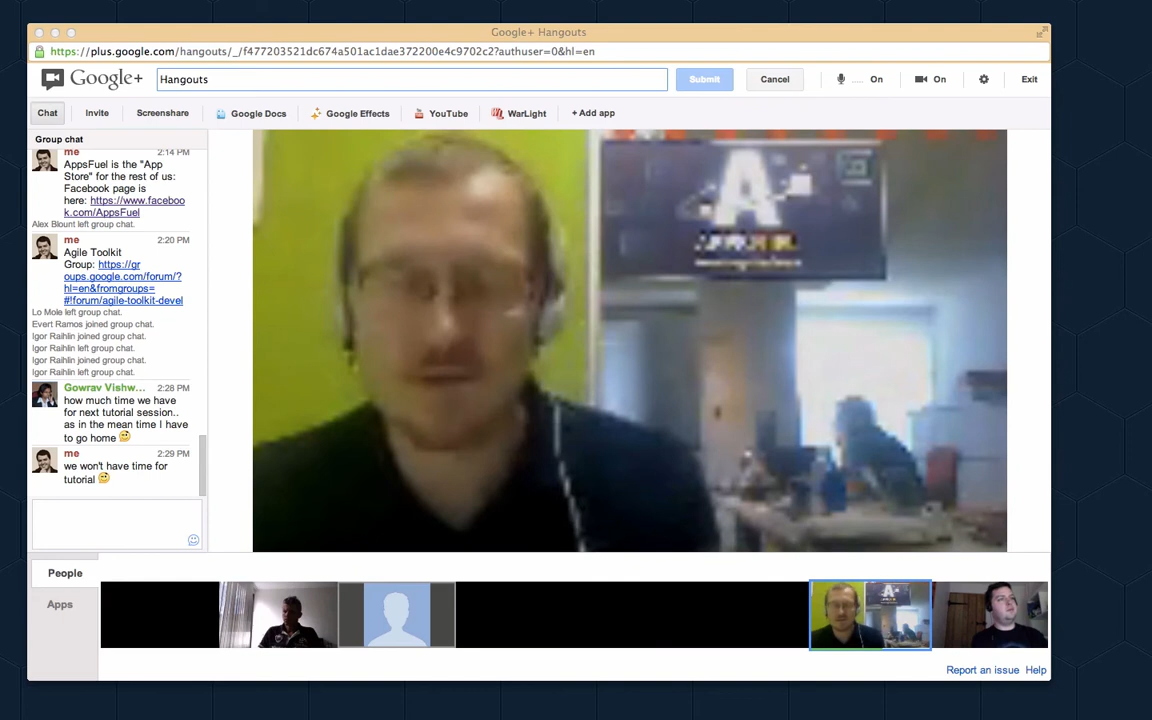 Google+ Hangouts
https://plus.google.com/hangouts/_/f477203521dc674a501ac1dae372200e4c9702c2?authuser=0&hl=en
Google+
Hangouts
Submit
Cancel
On
On
Exit
Chat
Invite
Screenshare
Google Docs
Google Effects
YouTube
WarLight
+ Add app
Group chat
me 2:14 PM
AppsFuel is the "App
Store" for the rest of us:
Facebook page is
here: https://www.faceboo
k.com/AppsFuel
Alex Blount left group chat.
me 2:20 PM
Agile Toolkit
Group: https://gr
oups.google.com/forum/?
hl=en&fromgroups=
#!forum/agile-toolkit-devel
Lo Mole left group chat.
Evert Ramos joined group chat.
Igor Raihlin joined group chat.
Igor Raihlin left group chat.
Igor Raihlin joined group chat.
Igor Raihlin left group chat.
Gowrav Vishw... 2:28 PM
how much time we have
for next tutorial session..
as in the mean time I have
to go home
me 2:29 PM
we won't have time for
tutorial
A
People
Apps
Report an issue
Help